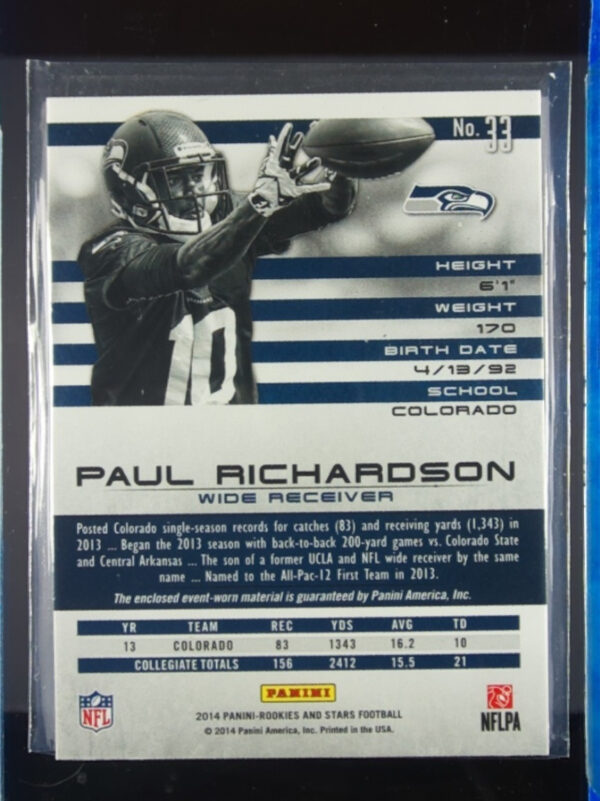 No. 33
HEIGHT
6'1"
WEIGHT
170
BIRTH DATE
4/13/92
SCHOOL
COLORADO
10
PAUL RICHARDSON
WIDE RECEIVER
Posted Colorado single-season records for catches (83) and receiving yards (1,343) in
2013 ... Began the 2013 season with back-to-back 200-yard games vs. Colorado State
and Central Arkansas ... The son of a former UCLA and NFL wide receiver by the same
name ... Named to the All-Pac-12 First Team in 2013.
The enclosed event-worn material is guaranteed by Panini America, Inc.
YR TEAM REC YDS AVG TD
13 COLORADO 83 1343 16.2 10
COLLEGIATE TOTALS 156 2412 15.5 21
PANINI
NFL
2014 PANINI-ROOKIES AND STARS FOOTBALL
© 2014 Panini America, Inc. Printed in the USA.
NFLPA